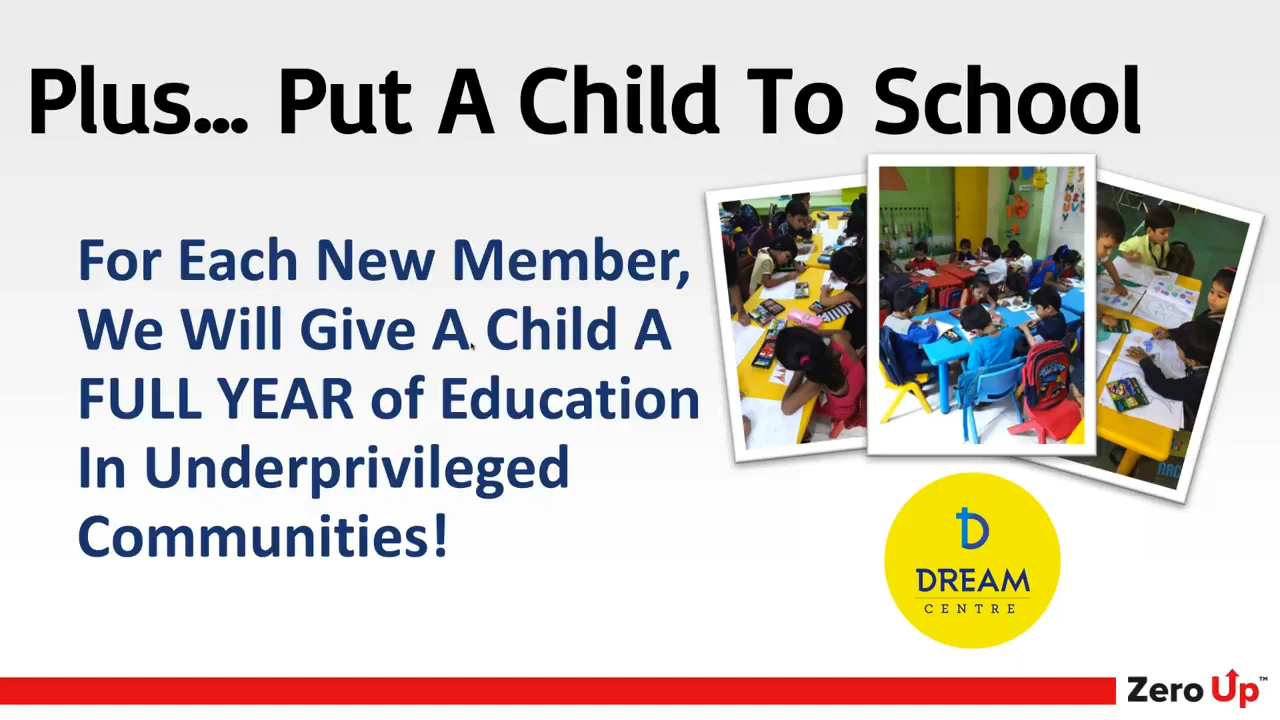 Plus... Put A Child To School
For Each New Member,
We Will Give A Child A
FULL YEAR of Education
In Underprivileged
Communities!
DREAM
CENTRE
Zero Up™